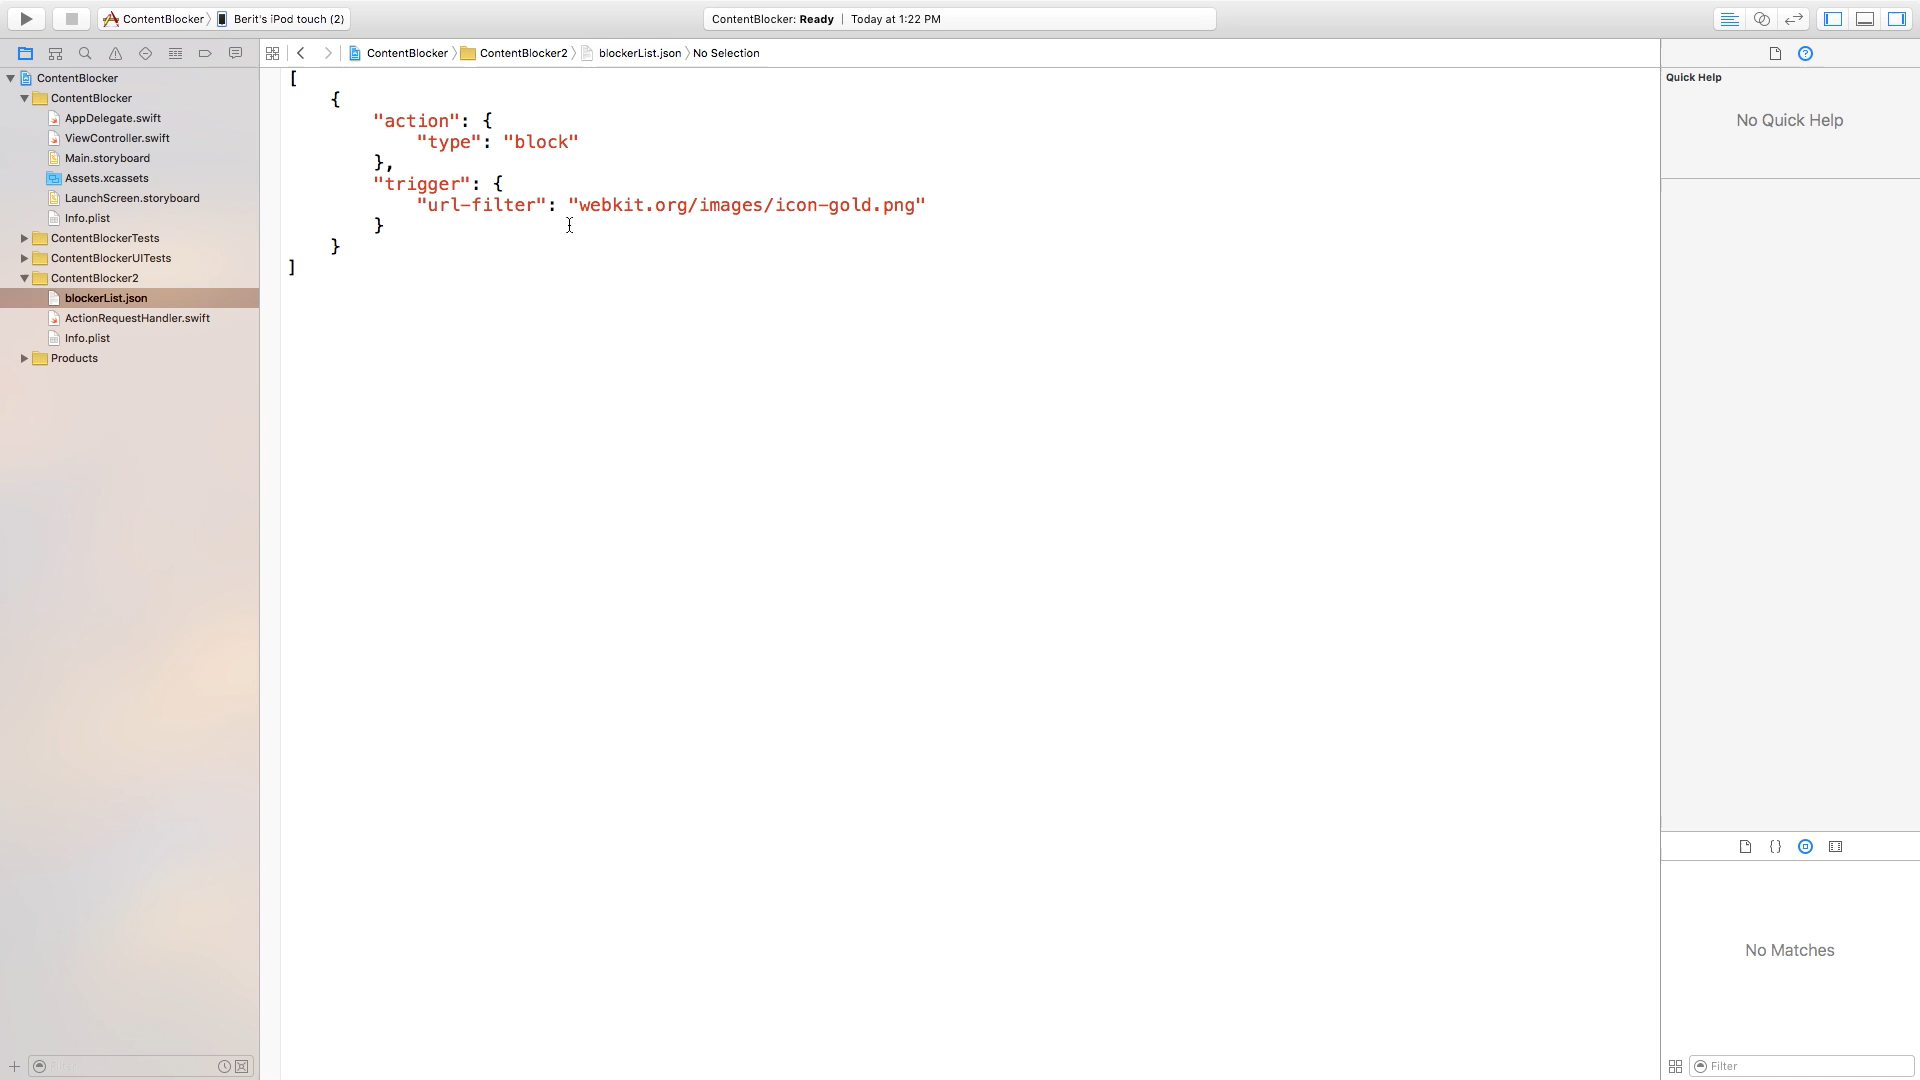 ContentBlocker Berit's iPod touch (2)
ContentBlocker: Ready Today at 1:22 PM
ContentBlocker ContentBlocker2 blockerList.json No Selection
ContentBlocker
ContentBlocker
AppDelegate.swift
ViewController.swift
Main.storyboard
Assets.xcassets
LaunchScreen.storyboard
Info.plist
ContentBlockerTests
ContentBlockerUITests
ContentBlocker2
blockerList.json
ActionRequestHandler.swift
Info.plist
Products
[
{
"action": {
"type": "block"
},
"trigger": {
"url-filter": "webkit.org/images/icon-gold.png"
}
}
]
Quick Help
No Quick Help
{}
No Matches
Filter
Filter